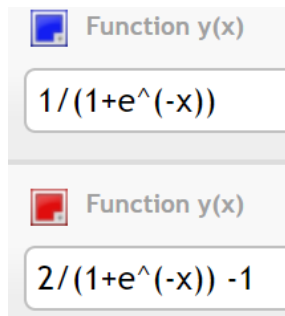 Function y(x)
1/(1+e^(-x))
Function y(x)
2/(1+e^(-x)) -1